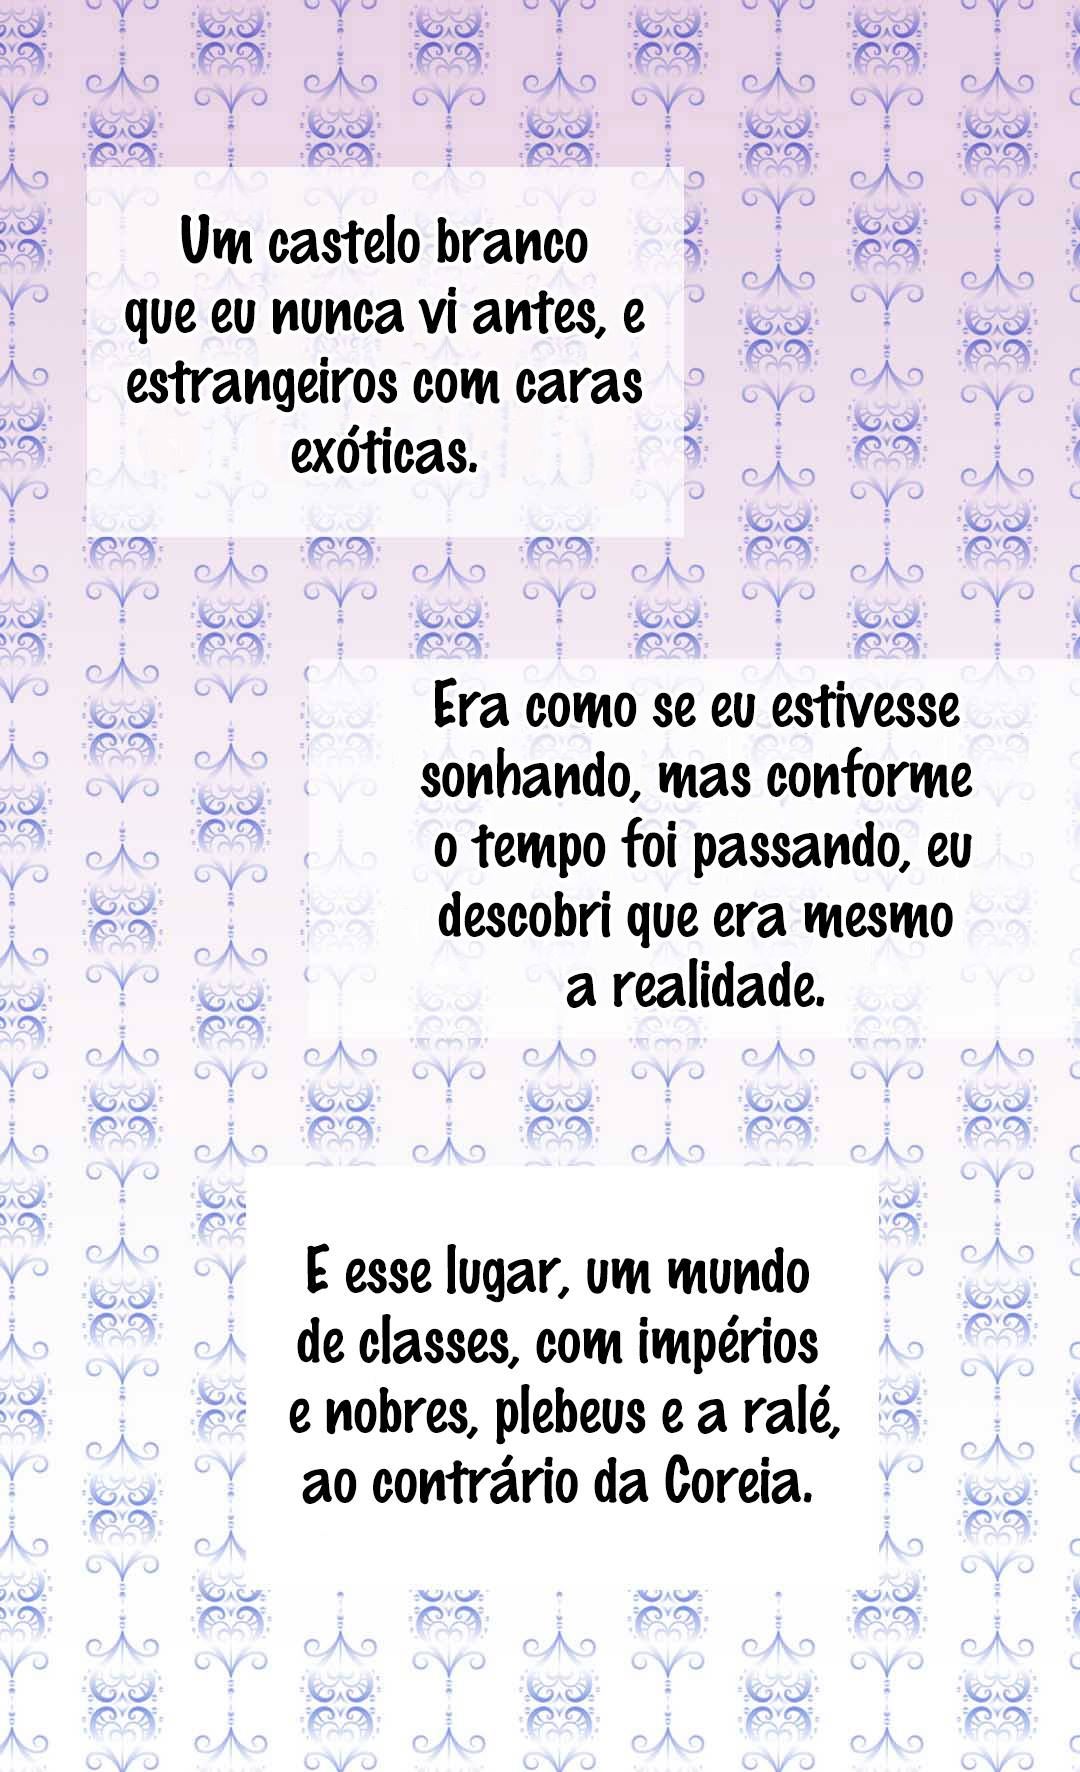 Um castelo branco
que eu nunca vi antes, e
estrangeiros com caras
exóticas.
Era como se eu estivesse
sonhando, mas conforme
o tempo foi passando, eu
descobri que era mesmo
a realidade.
E esse lugar, um mundo
de classes, com impérios
e nobres, plebeus e a ralé,
ao contrário da Coreia.